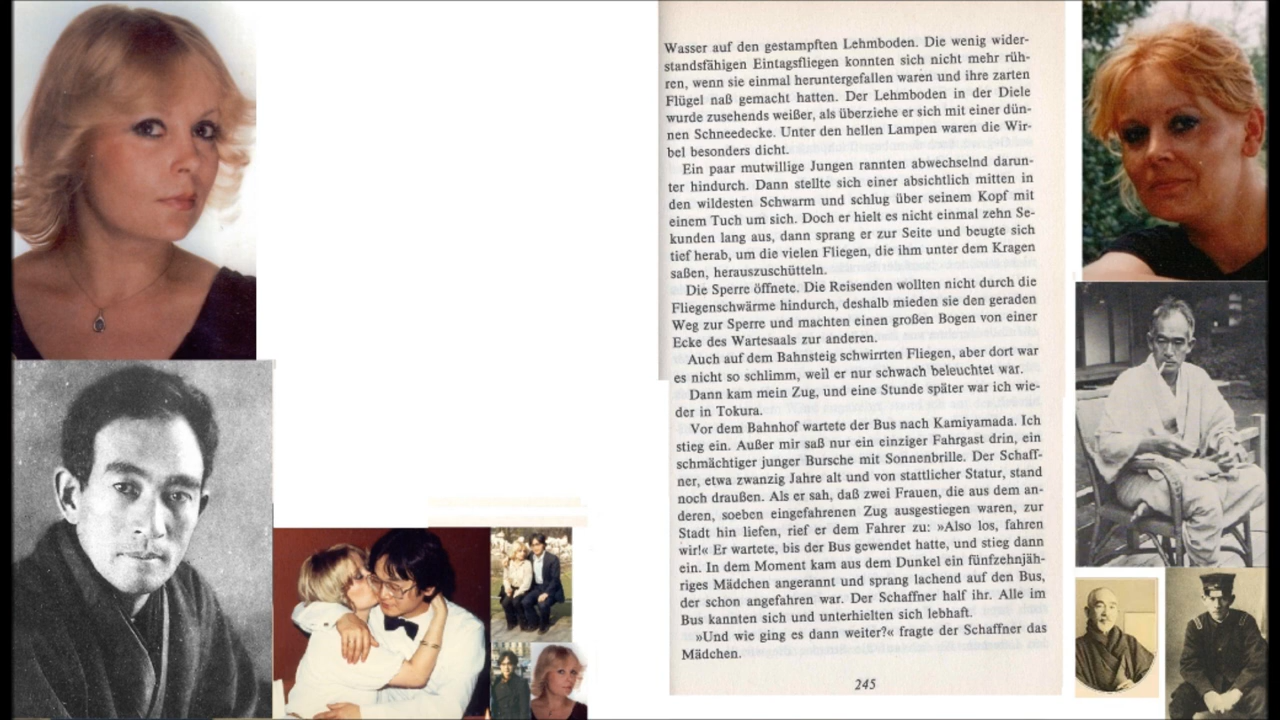 Wasser auf den gestampften Lehmboden. Die wenig wider-
standsfähigen Eintagsfliegen konnten sich nicht mehr rüh-
ren, wenn sie einmal heruntergefallen waren und ihre zarten
Flügel naß gemacht hatten. Der Lehmboden in der Diele
wurde zusehends weißer, als überziehe er sich mit einer dün-
nen Schneedecke. Unter den hellen Lampen waren die Wir-
bel besonders dicht.
Ein paar mutwillige Jungen rannten abwechselnd darun-
ter hindurch. Dann stellte sich einer absichtlich mitten in
den wildesten Schwarm und schlug über seinem Kopf mit
einem Tuch um sich. Doch er hielt es nicht einmal zehn Se-
kunden lang aus, dann sprang er zur Seite und beugte sich
tief herab, um die vielen Fliegen, die ihm unter dem Kragen
saßen, herauszuschütteln.
Die Sperre öffnete. Die Reisenden wollten nicht durch die
Fliegenschwärme hindurch, deshalb mieden sie den geraden
Weg zur Sperre und machten einen großen Bogen von einer
Ecke des Wartesaals zur anderen.
Auch auf dem Bahnsteig schwirrten Fliegen, aber dort war
es nicht so schlimm, weil er nur schwach beleuchtet war.
Dann kam mein Zug, und eine Stunde später war ich wie-
der in Tokura.
Vor dem Bahnhof wartete der Bus nach Kamiyamada. Ich
stieg ein. Außer mir saß nur ein einziger Fahrgast drin, ein
schmächtiger junger Bursche mit Sonnenbrille. Der Schaff-
ner, etwa zwanzig Jahre alt und von stattlicher Statur, stand
noch draußen. Als er sah, daß zwei Frauen, die aus dem an-
deren, soeben eingefahrenen Zug ausgestiegen waren, zur
Stadt hin liefen, rief er dem Fahrer zu: »Also los, fahren
wir!« Er wartete, bis der Bus gewendet hatte, und stieg dann
ein. In dem Moment kam aus dem Dunkel ein fünfzehnjäh-
riges Mädchen angerannt und sprang lachend auf den Bus,
der schon angefahren war. Der Schaffner half ihr. Alle im
Bus kannten sich und unterhielten sich lebhaft.
»Und wie ging es dann weiter?« fragte der Schaffner das
Mädchen.
245